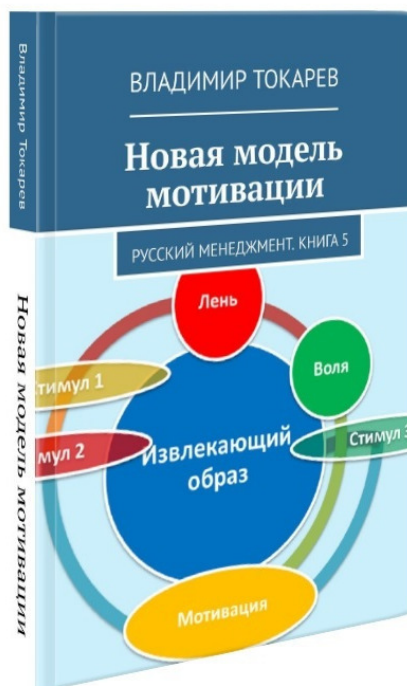 Владимир Токарев
Новая модель мотивации
ВЛАДИМИР ТОКАРЕВ
Новая модель
мотивации
РУССКИЙ МЕНЕДЖМЕНТ. КНИГА 5
Лень
Воля
тимул 1
мул 2
Стимул 3
Извлекающий
образ
Мотивация